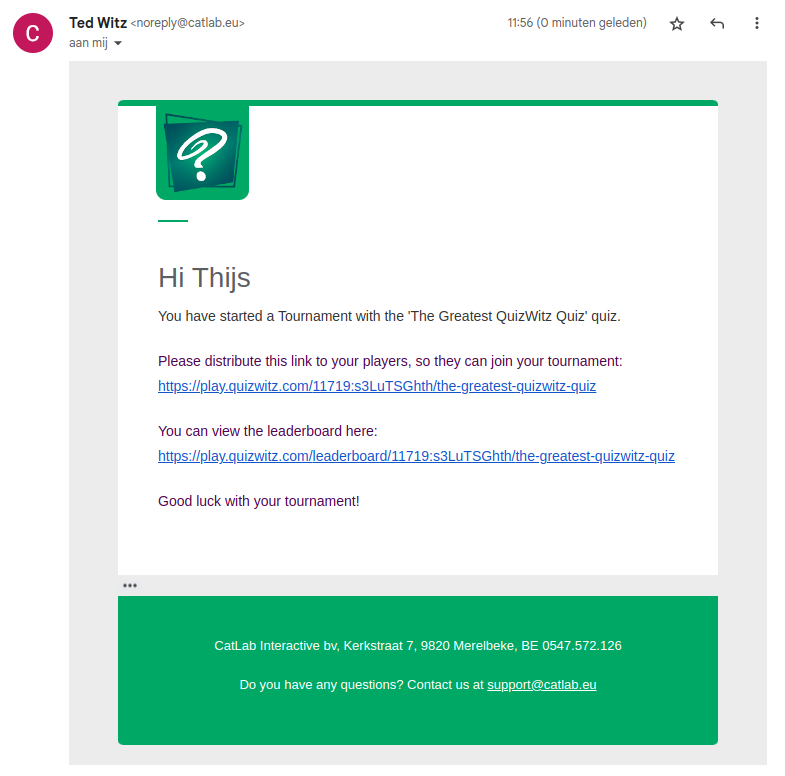 C
Ted Witz <noreply@catlab.eu>
11:56 (0 minuten geleden)
aan mij
?
Hi Thijs
You have started a Tournament with the 'The Greatest QuizWitz Quiz' quiz.
Please distribute this link to your players, so they can join your tournament:
https://play.quizwitz.com/11719:s3LuTSGhth/the-greatest-quizwitz-quiz
You can view the leaderboard here:
https://play.quizwitz.com/leaderboard/11719:s3LuTSGhth/the-greatest-quizwitz-quiz
Good luck with your tournament!
CatLab Interactive bv, Kerkstraat 7, 9820 Merelbeke, BE 0547.572.126
Do you have any questions? Contact us at support@catlab.eu